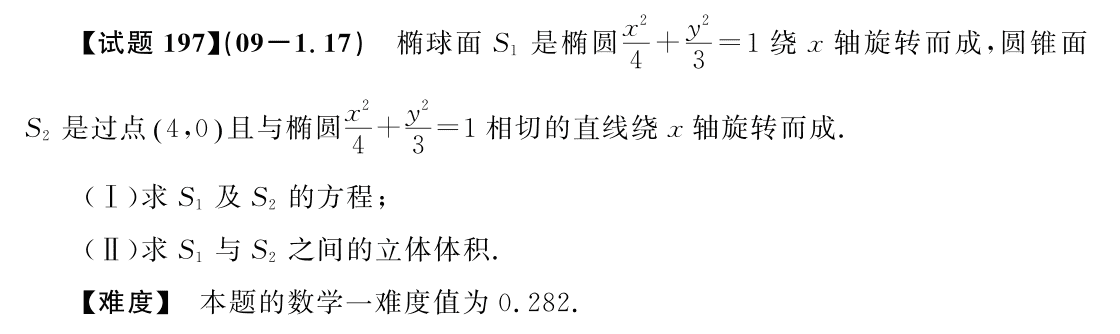 【试题 197】(09－1.17) 椭球面 $S_1$ 是椭圆$\frac{x^2}{4}+\frac{y^2}{3}=1$ 绕 $x$ 轴旋转而成,圆锥面
$S_2$ 是过点(4,0)且与椭圆$\frac{x^2}{4}+\frac{y^2}{3}=1$ 相切的直线绕 $x$ 轴旋转而成.
(Ⅰ)求 $S_1$ 及 $S_2$ 的方程;
(Ⅱ)求 $S_1$ 与 $S_2$ 之间的立体体积.
【难度】 本题的数学一难度值为 0.282.